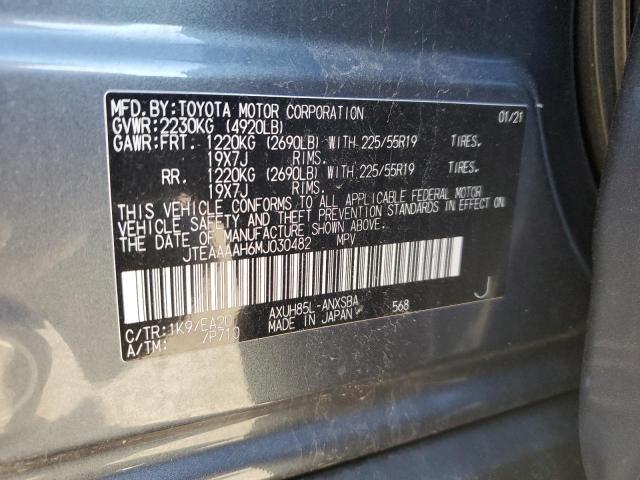 MFD.BY:TOYOTA MOTOR CORPORATION 01/21
GVWR:2230KG (4920LB)
GAWR:FRT. 1220KG (2690LB) WITH 225/55R19 TIRES.
19X7J RIMS.
RR. 1220KG (2690LB) WITH 225/55R19 TIRES.
19X7J RIMS.
THIS VEHICLE CONFORMS TO ALL APPLICABLE FEDERAL MOTOR
VEHICLE SAFETY AND THEFT PREVENTION STANDARDS IN EFFECT ON
THE DATE OF MANUFACTURE SHOWN ABOVE.
JTEAAAAH6MJ030482 MPV
C/TR:1K9/EA20 AXUH85L-ANXSBA 568 J
A/TM: /P710 MADE IN JAPAN